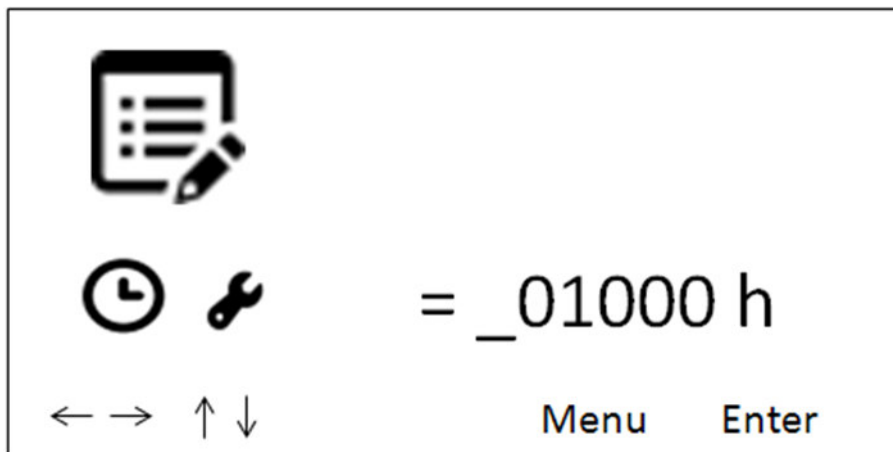 = _01000 h
← → ↑ ↓ Menu Enter